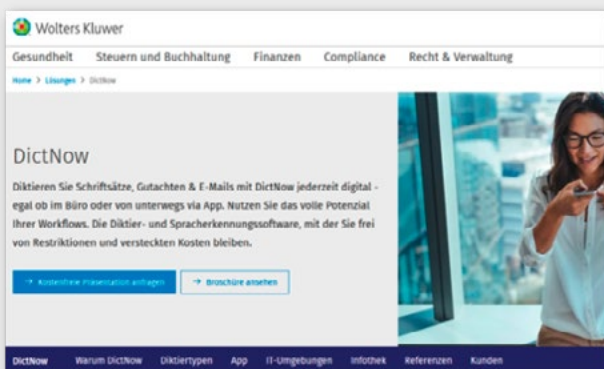 Wolters Kluwer
Gesundheit Steuern und Buchhaltung Finanzen Compliance Recht & Verwaltung
Home > Lösungen > DictNow
DictNow
Diktieren Sie Schriftsätze, Gutachten & E-Mails mit DictNow jederzeit digital -
egal ob im Büro oder von unterwegs via App. Nutzen Sie das volle Potenzial
Ihrer Workflows. Die Diktier- und Spracherkennungssoftware, mit der Sie frei
von Restriktionen und versteckten Kosten bleiben.
→ Kostenfreie Präsentation anfragen → Broschüre ansehen
DictNow Warum DictNow Diktiertypen App IT-Umgebungen Infothek Referenzen Kunden